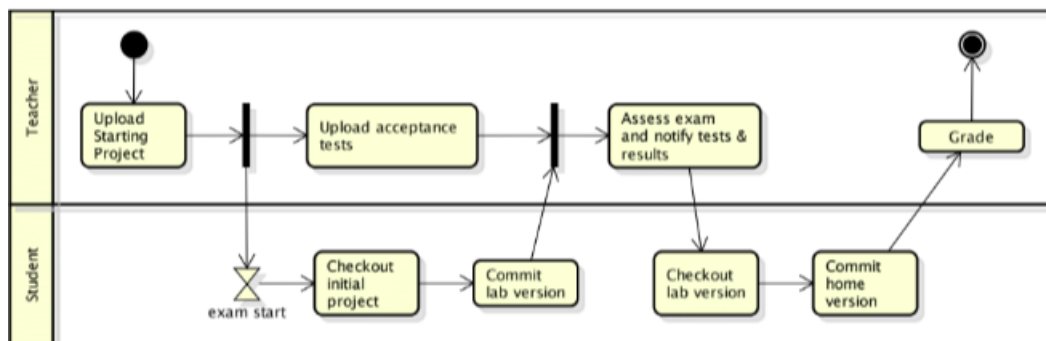 Teacher
Upload
Starting
Project
Upload acceptance
tests
Assess exam
and notify tests &
results
Grade
Student
exam start
Checkout
initial
project
Commit
lab version
Checkout
lab version
Commit
home
version